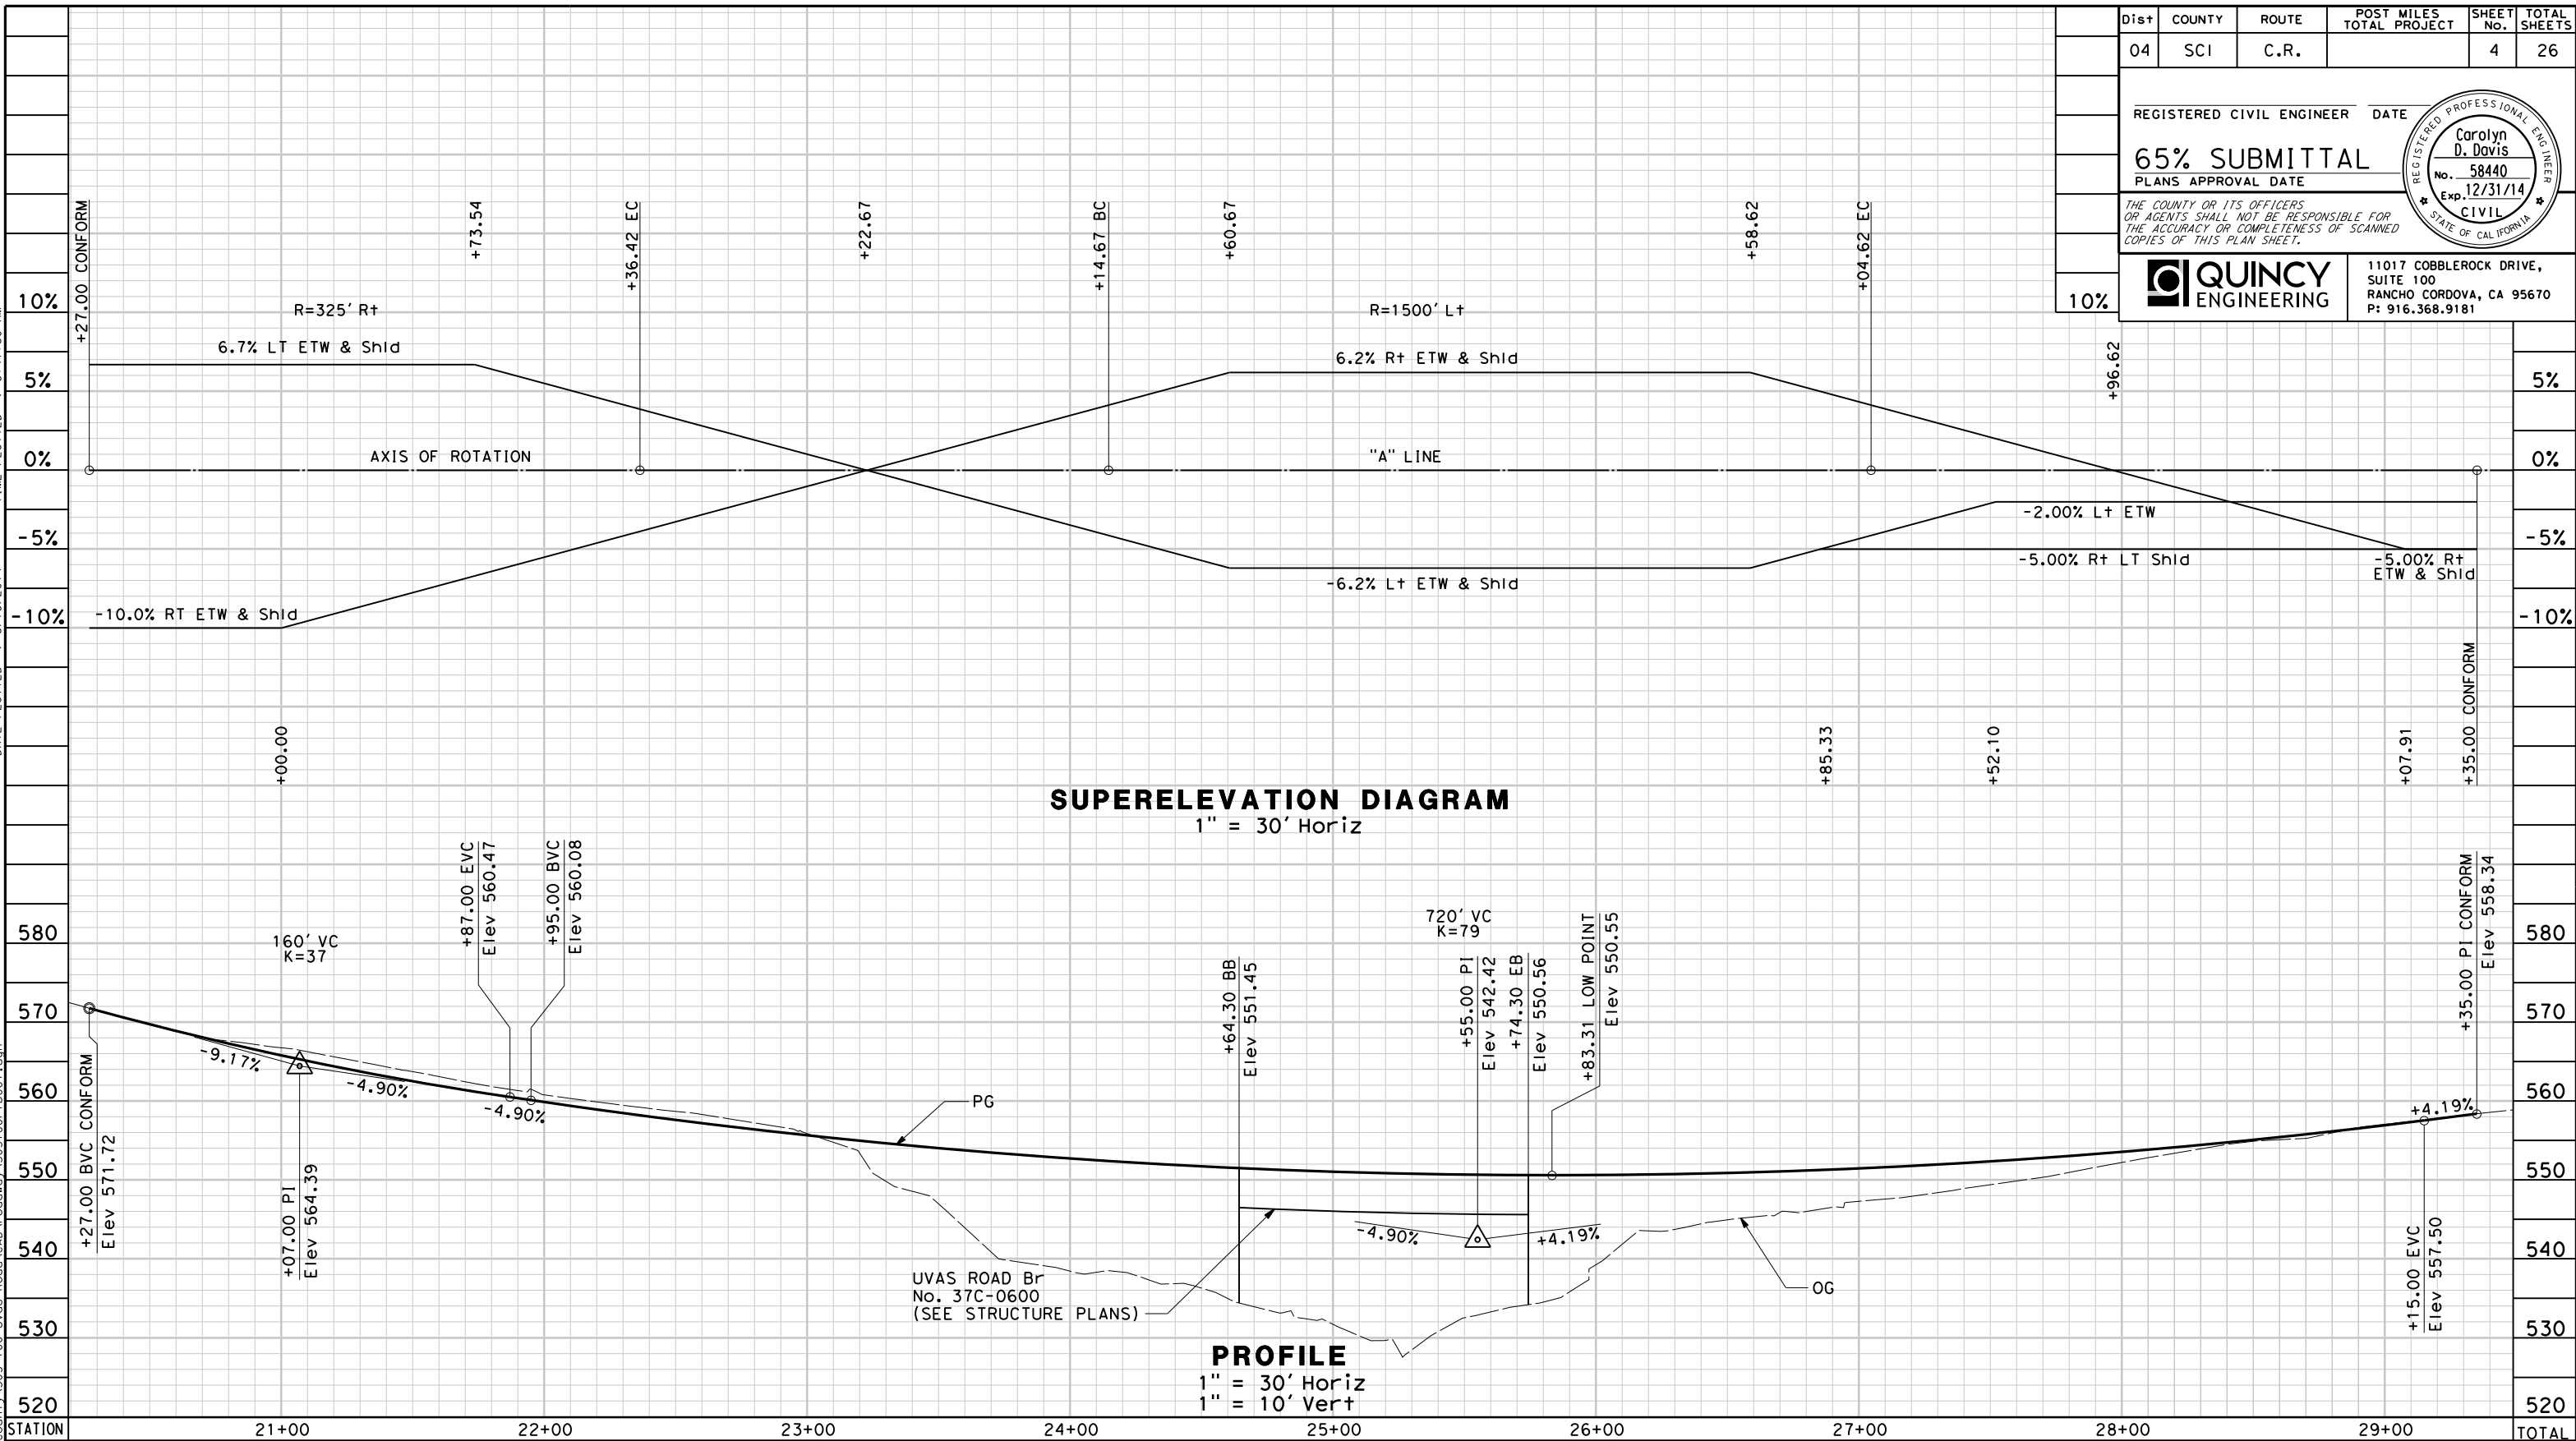 Dist COUNTY ROUTE POST MILES TOTAL PROJECT SHEET No. TOTAL SHEETS
04 SCl C.R. 4 26
REGISTERED CIVIL ENGINEER DATE
65% SUBMITTAL
PLANS APPROVAL DATE
REGISTERED PROFESSIONAL ENGINEER
Carolyn
D. Davis
No. 58440
Exp. 12/31/14
CIVIL
STATE OF CALIFORNIA
THE COUNTY OR ITS OFFICERS
OR AGENTS SHALL NOT BE RESPONSIBLE FOR
THE ACCURACY OR COMPLETENESS OF SCANNED
COPIES OF THIS PLAN SHEET.
QUINCY
ENGINEERING
11017 COBBLEROCK DRIVE,
SUITE 100
RANCHO CORDOVA, CA 95670
P: 916.368.9181
+27.00 CONFORM
+73.54
+36.42 EC
+22.67
+14.67 BC
+60.67
+58.62
+04.62 EC
+96.62
10% 10%
R=325' Rt
R=1500' Lt
6.7% LT ETW & Shld
6.2% Rt ETW & Shld
5% 5%
AXIS OF ROTATION
"A" LINE
0% 0%
-2.00% Lt ETW
-5% -5%
-5.00% Rt LT Shld
-5.00% Rt
ETW & Shld
-6.2% Lt ETW & Shld
-10.0% RT ETW & Shld
-10% -10%
+00.00
+85.33
+52.10
+07.91
+35.00 CONFORM
SUPERELEVATION DIAGRAM
1" = 30' Horiz
+87.00 EVC
Elev 560.47
+95.00 BVC
Elev 560.08
160' VC
K=37
720' VC
K=79
+64.30 BB
Elev 551.45
+55.00 PI
Elev 542.42
+74.30 EB
Elev 550.56
+83.31 LOW POINT
Elev 550.55
+35.00 PI CONFORM
Elev 558.34
580 580
570 570
560 560
550 550
540 540
530 530
520 520
-9.17%
-4.90%
-4.90%
PG
+4.19%
+27.00 BVC CONFORM
Elev 571.72
+07.00 PI
Elev 564.39
-4.90%
+4.19%
UVAS ROAD Br
No. 37C-0600
(SEE STRUCTURE PLANS)
OG
+15.00 EVC
Elev 557.50
PROFILE
1" = 30' Horiz
1" = 10' Vert
STATION 21+00 22+00 23+00 24+00 25+00 26+00 27+00 28+00 29+00 TOTAL